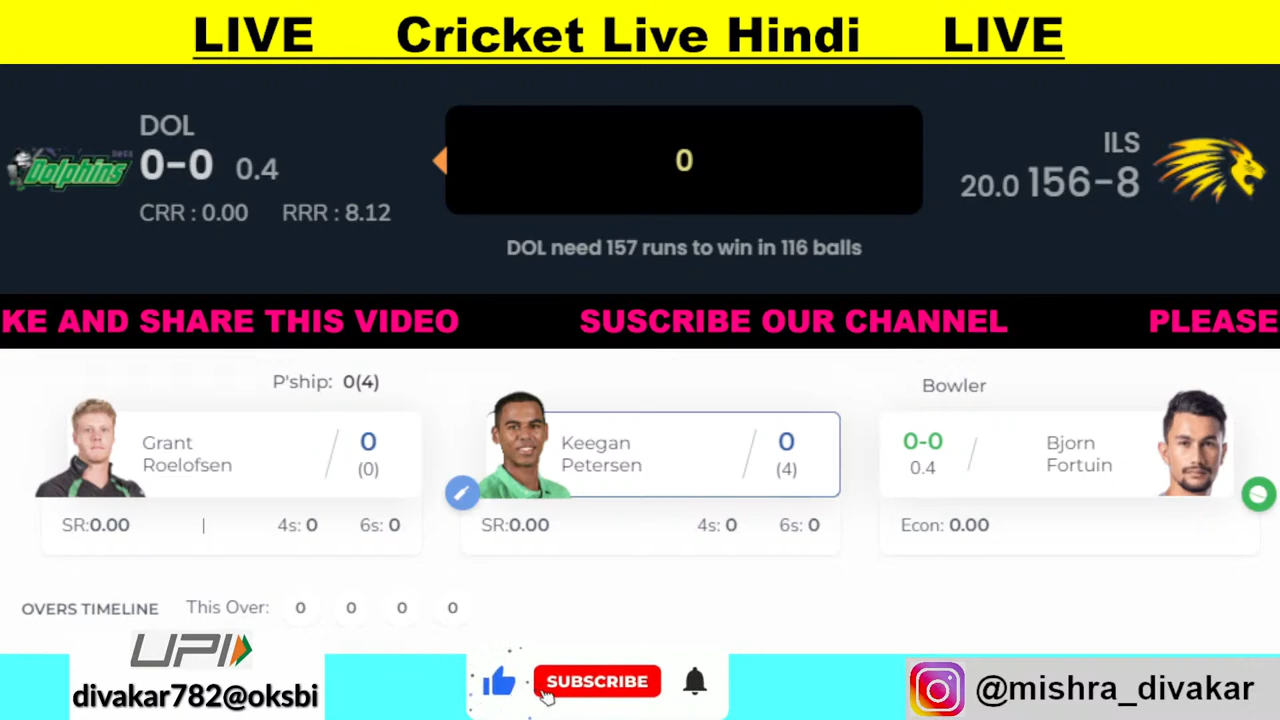 LIVE Cricket Live Hindi LIVE
DOL
Dolphins 0-0 0.4
CRR : 0.00 RRR : 8.12
0
ILS
20.0 156-8
DOL need 157 runs to win in 116 balls
KE AND SHARE THIS VIDEO SUSCRIBE OUR CHANNEL PLEASE
P'ship: 0(4)
Grant
Roelofsen
0
(0)
SR:0.00 | 4s: 0 6s: 0
Keegan
Petersen
0
(4)
SR:0.00 4s: 0 6s: 0
Bowler
0-0
0.4
Bjorn
Fortuin
Econ: 0.00
OVERS TIMELINE This Over: 0 0 0 0
UPI
divakar782@oksbi
SUBSCRIBE
@mishra_divakar